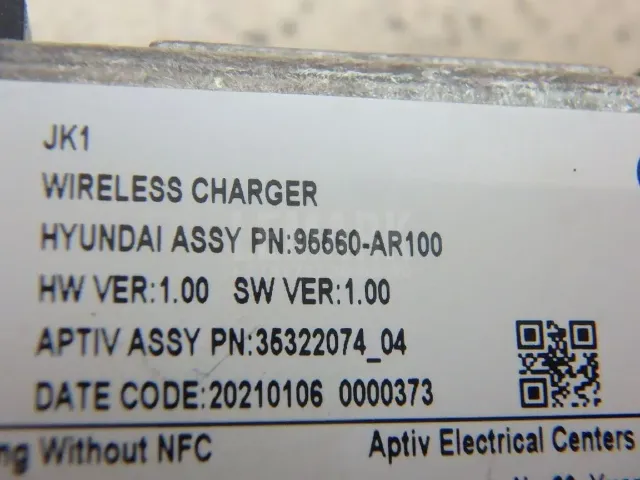 JK1
WIRELESS CHARGER
HYUNDAI ASSY PN:95560-AR100
HW VER:1.00 SW VER:1.00
APTIV ASSY PN:35322074_04
DATE CODE:20210106 0000373
ng Without NFC
Aptiv Electrical Centers